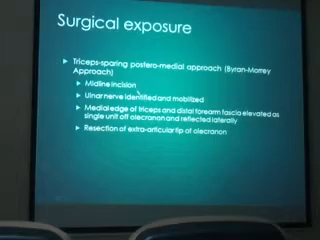 Surgical exposure
Triceps-sparing postero-medial approach (Byran-Morrey
Approach)
Midline incision
Ulnar nerve identified and mobilized
Medial edge of triceps and distal forearm fascia elevated as
single unit off olecranon and reflected laterally
Resection of extra-articular tip of olecranon